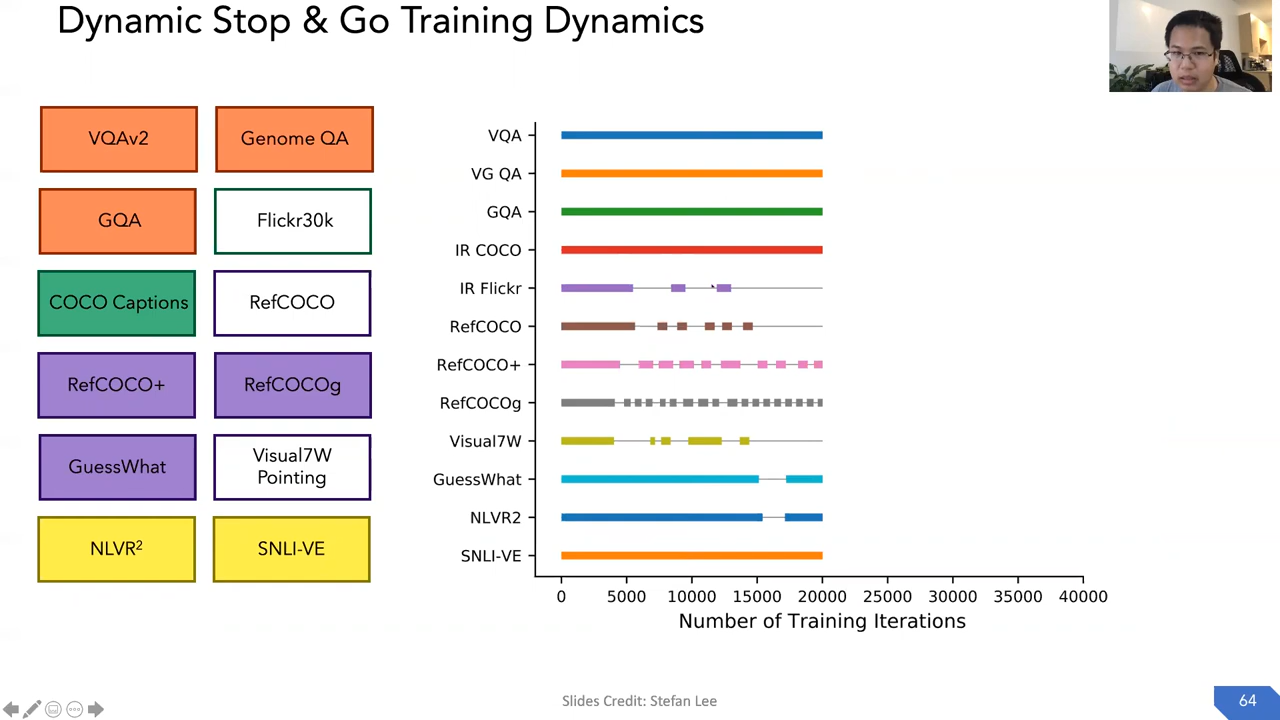 Dynamic Stop & Go Training Dynamics
VQAv2
Genome QA
GQA
Flickr30k
COCO Captions
RefCOCO
RefCOCO+
RefCOCOg
GuessWhat
Visual7W
Pointing
NLVR²
SNLI-VE
VQA
VG QA
GQA
IR COCO
IR Flickr
RefCOCO
RefCOCO+
RefCOCOg
Visual7W
GuessWhat
NLVR2
SNLI-VE
0 5000 10000 15000 20000 25000 30000 35000 40000
Number of Training Iterations
Slides Credit: Stefan Lee
64